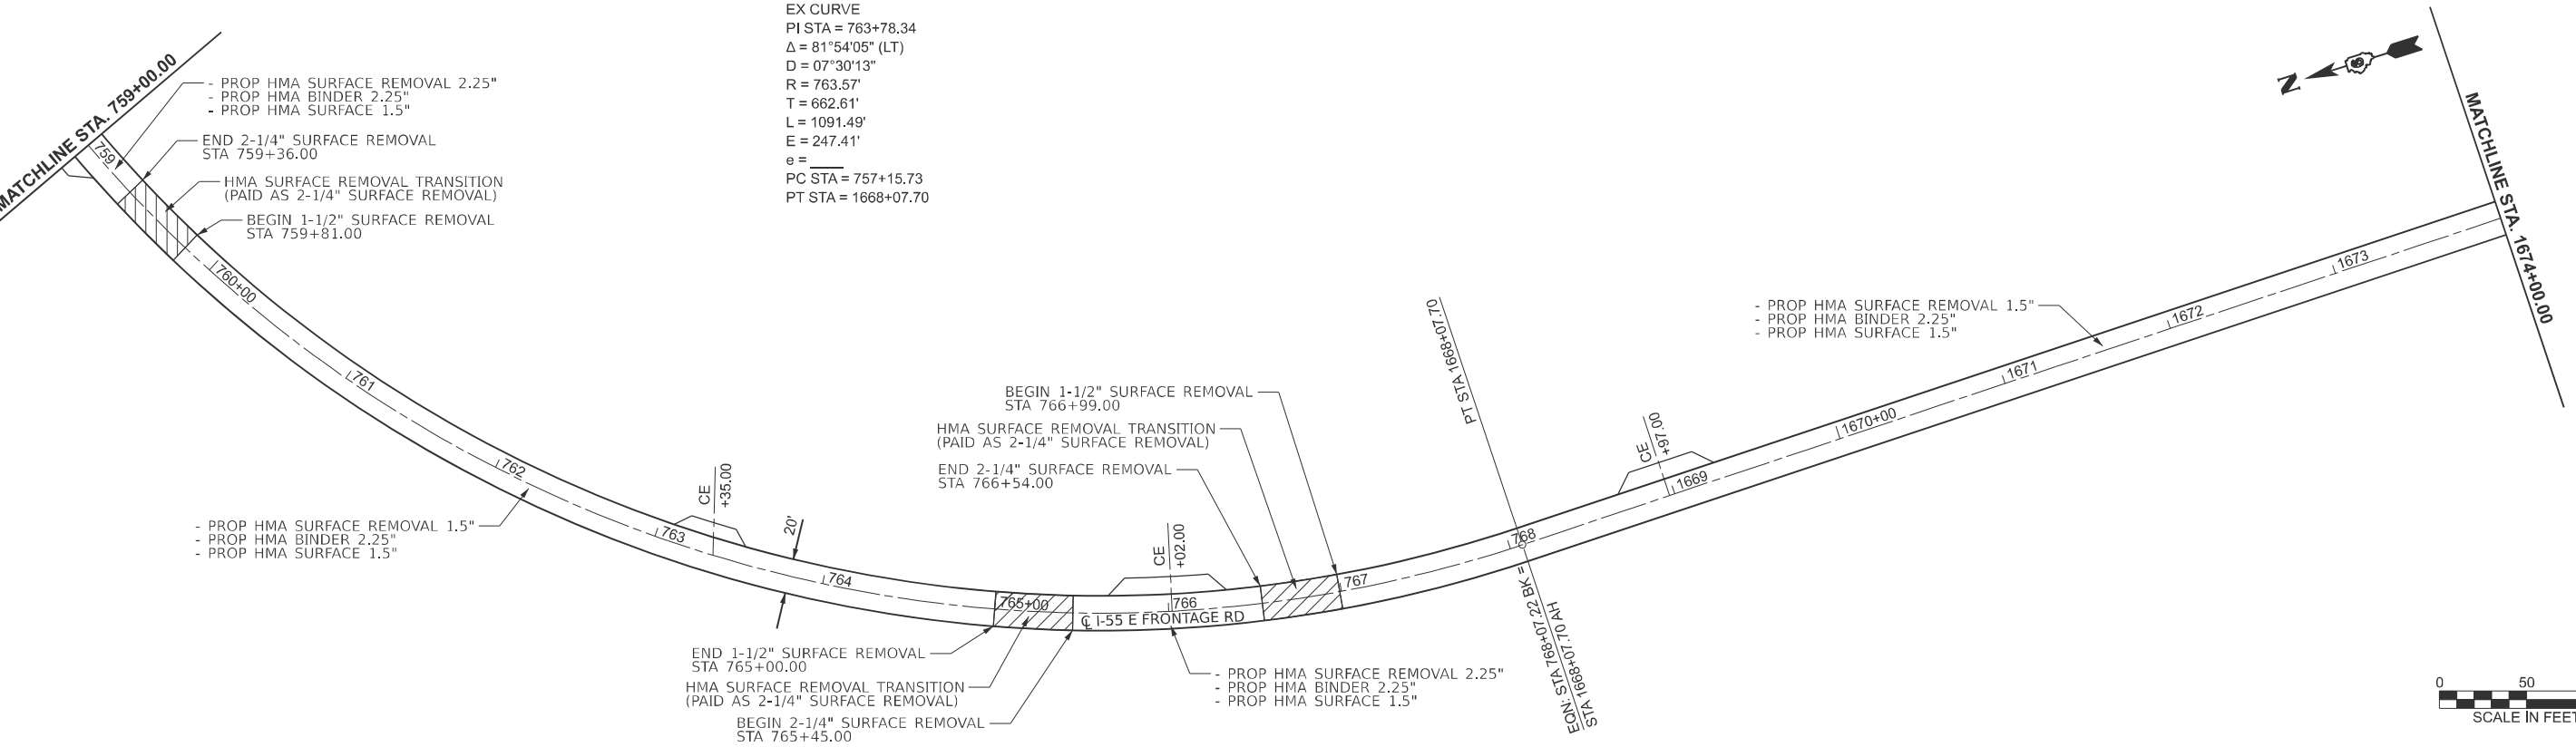 EX CURVE
PI STA = 763+78.34
Δ = 81°54'05" (LT)
D = 07°30'13"
R = 763.57'
T = 662.61'
L = 1091.49'
E = 247.41'
e = ____
PC STA = 757+15.73
PT STA = 1668+07.70
MATCHLINE STA. 759+00.00
- PROP HMA SURFACE REMOVAL 2.25"
- PROP HMA BINDER 2.25"
- PROP HMA SURFACE 1.5"
END 2-1/4" SURFACE REMOVAL
STA 759+36.00
HMA SURFACE REMOVAL TRANSITION
(PAID AS 2-1/4" SURFACE REMOVAL)
BEGIN 1-1/2" SURFACE REMOVAL
STA 759+81.00
759
760+00
761
762
763
764
765+00
766
767
768
1669
1670+00
1671
1672
1673
- PROP HMA SURFACE REMOVAL 1.5"
- PROP HMA BINDER 2.25"
- PROP HMA SURFACE 1.5"
CE
+35.00
20'
END 1-1/2" SURFACE REMOVAL
STA 765+00.00
HMA SURFACE REMOVAL TRANSITION
(PAID AS 2-1/4" SURFACE REMOVAL)
BEGIN 2-1/4" SURFACE REMOVAL
STA 765+45.00
CE
+02.00
℄ I-55 E FRONTAGE RD
- PROP HMA SURFACE REMOVAL 2.25"
- PROP HMA BINDER 2.25"
- PROP HMA SURFACE 1.5"
BEGIN 1-1/2" SURFACE REMOVAL
STA 766+99.00
HMA SURFACE REMOVAL TRANSITION
(PAID AS 2-1/4" SURFACE REMOVAL)
END 2-1/4" SURFACE REMOVAL
STA 766+54.00
PT STA 1668+07.70
EQN: STA 768+07.22 BK =
STA 1668+07.70 AH
CE
+97.00
- PROP HMA SURFACE REMOVAL 1.5"
- PROP HMA BINDER 2.25"
- PROP HMA SURFACE 1.5"
N
MATCHLINE STA. 1674+00.00
0 50
SCALE IN FEET